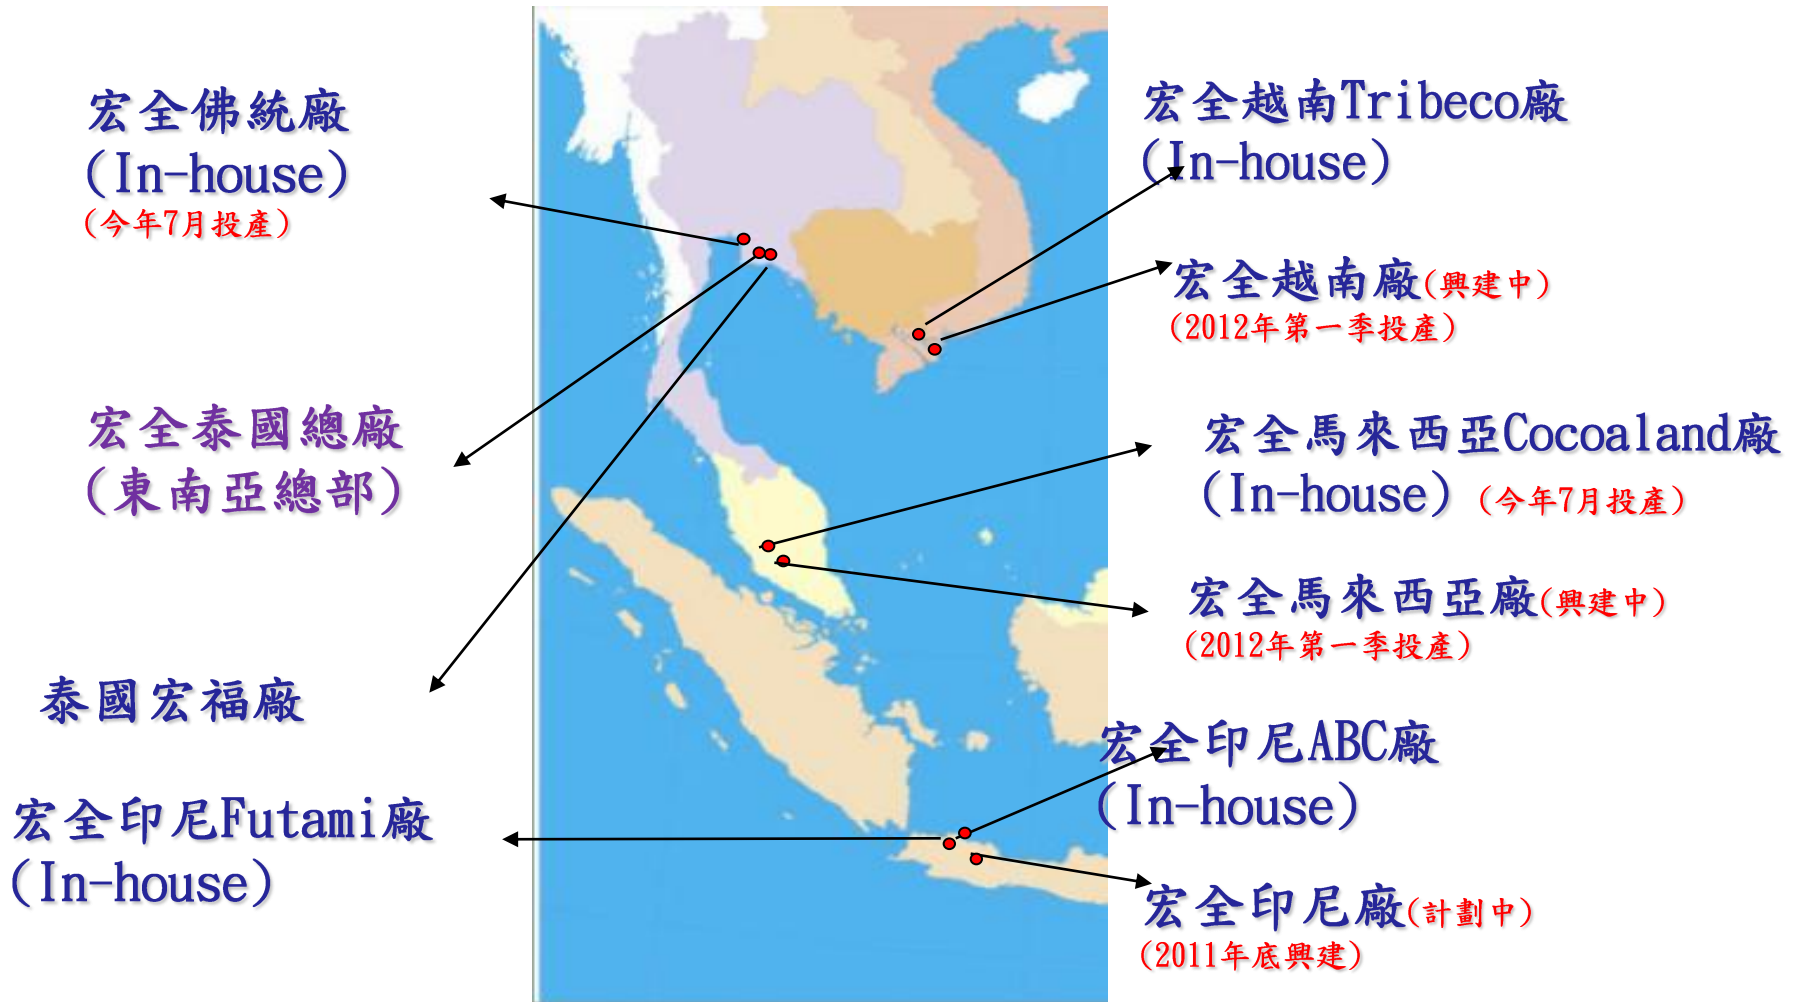 宏全佛統廠
(In-house)
(今年7月投產)
宏全泰國總廠
(東南亞總部)
泰國宏福廠
宏全印尼Futami廠
(In-house)
宏全越南Tribeco廠
(In-house)
宏全越南廠(興建中)
(2012年第一季投產)
宏全馬來西亞Cocoaland廠
(In-house) (今年7月投產)
宏全馬來西亞廠(興建中)
(2012年第一季投產)
宏全印尼ABC廠
(In-house)
宏全印尼廠(計劃中)
(2011年底興建)